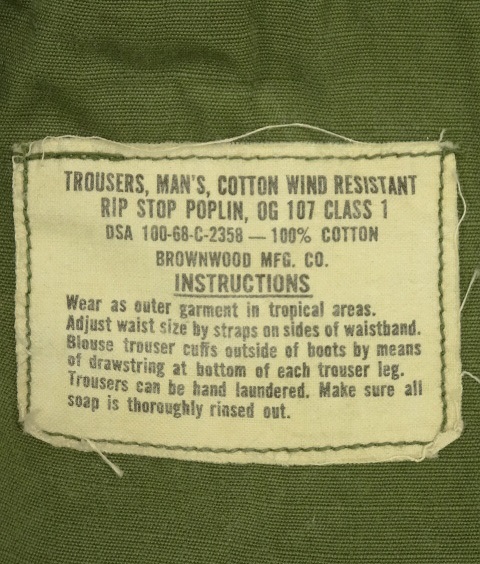 TROUSERS, MAN'S, COTTON WIND RESISTANT
RIP STOP POPLIN, OG 107 CLASS 1
DSA 100-68-C-2358 — 100% COTTON
BROWNWOOD MFG. CO.
INSTRUCTIONS
Wear as outer garment in tropical areas.
Adjust waist size by straps on sides of waistband.
Blouse trouser cuffs outside of boots by means
of drawstring at bottom of each trouser leg.
Trousers can be hand laundered. Make sure all
soap is thoroughly rinsed out.